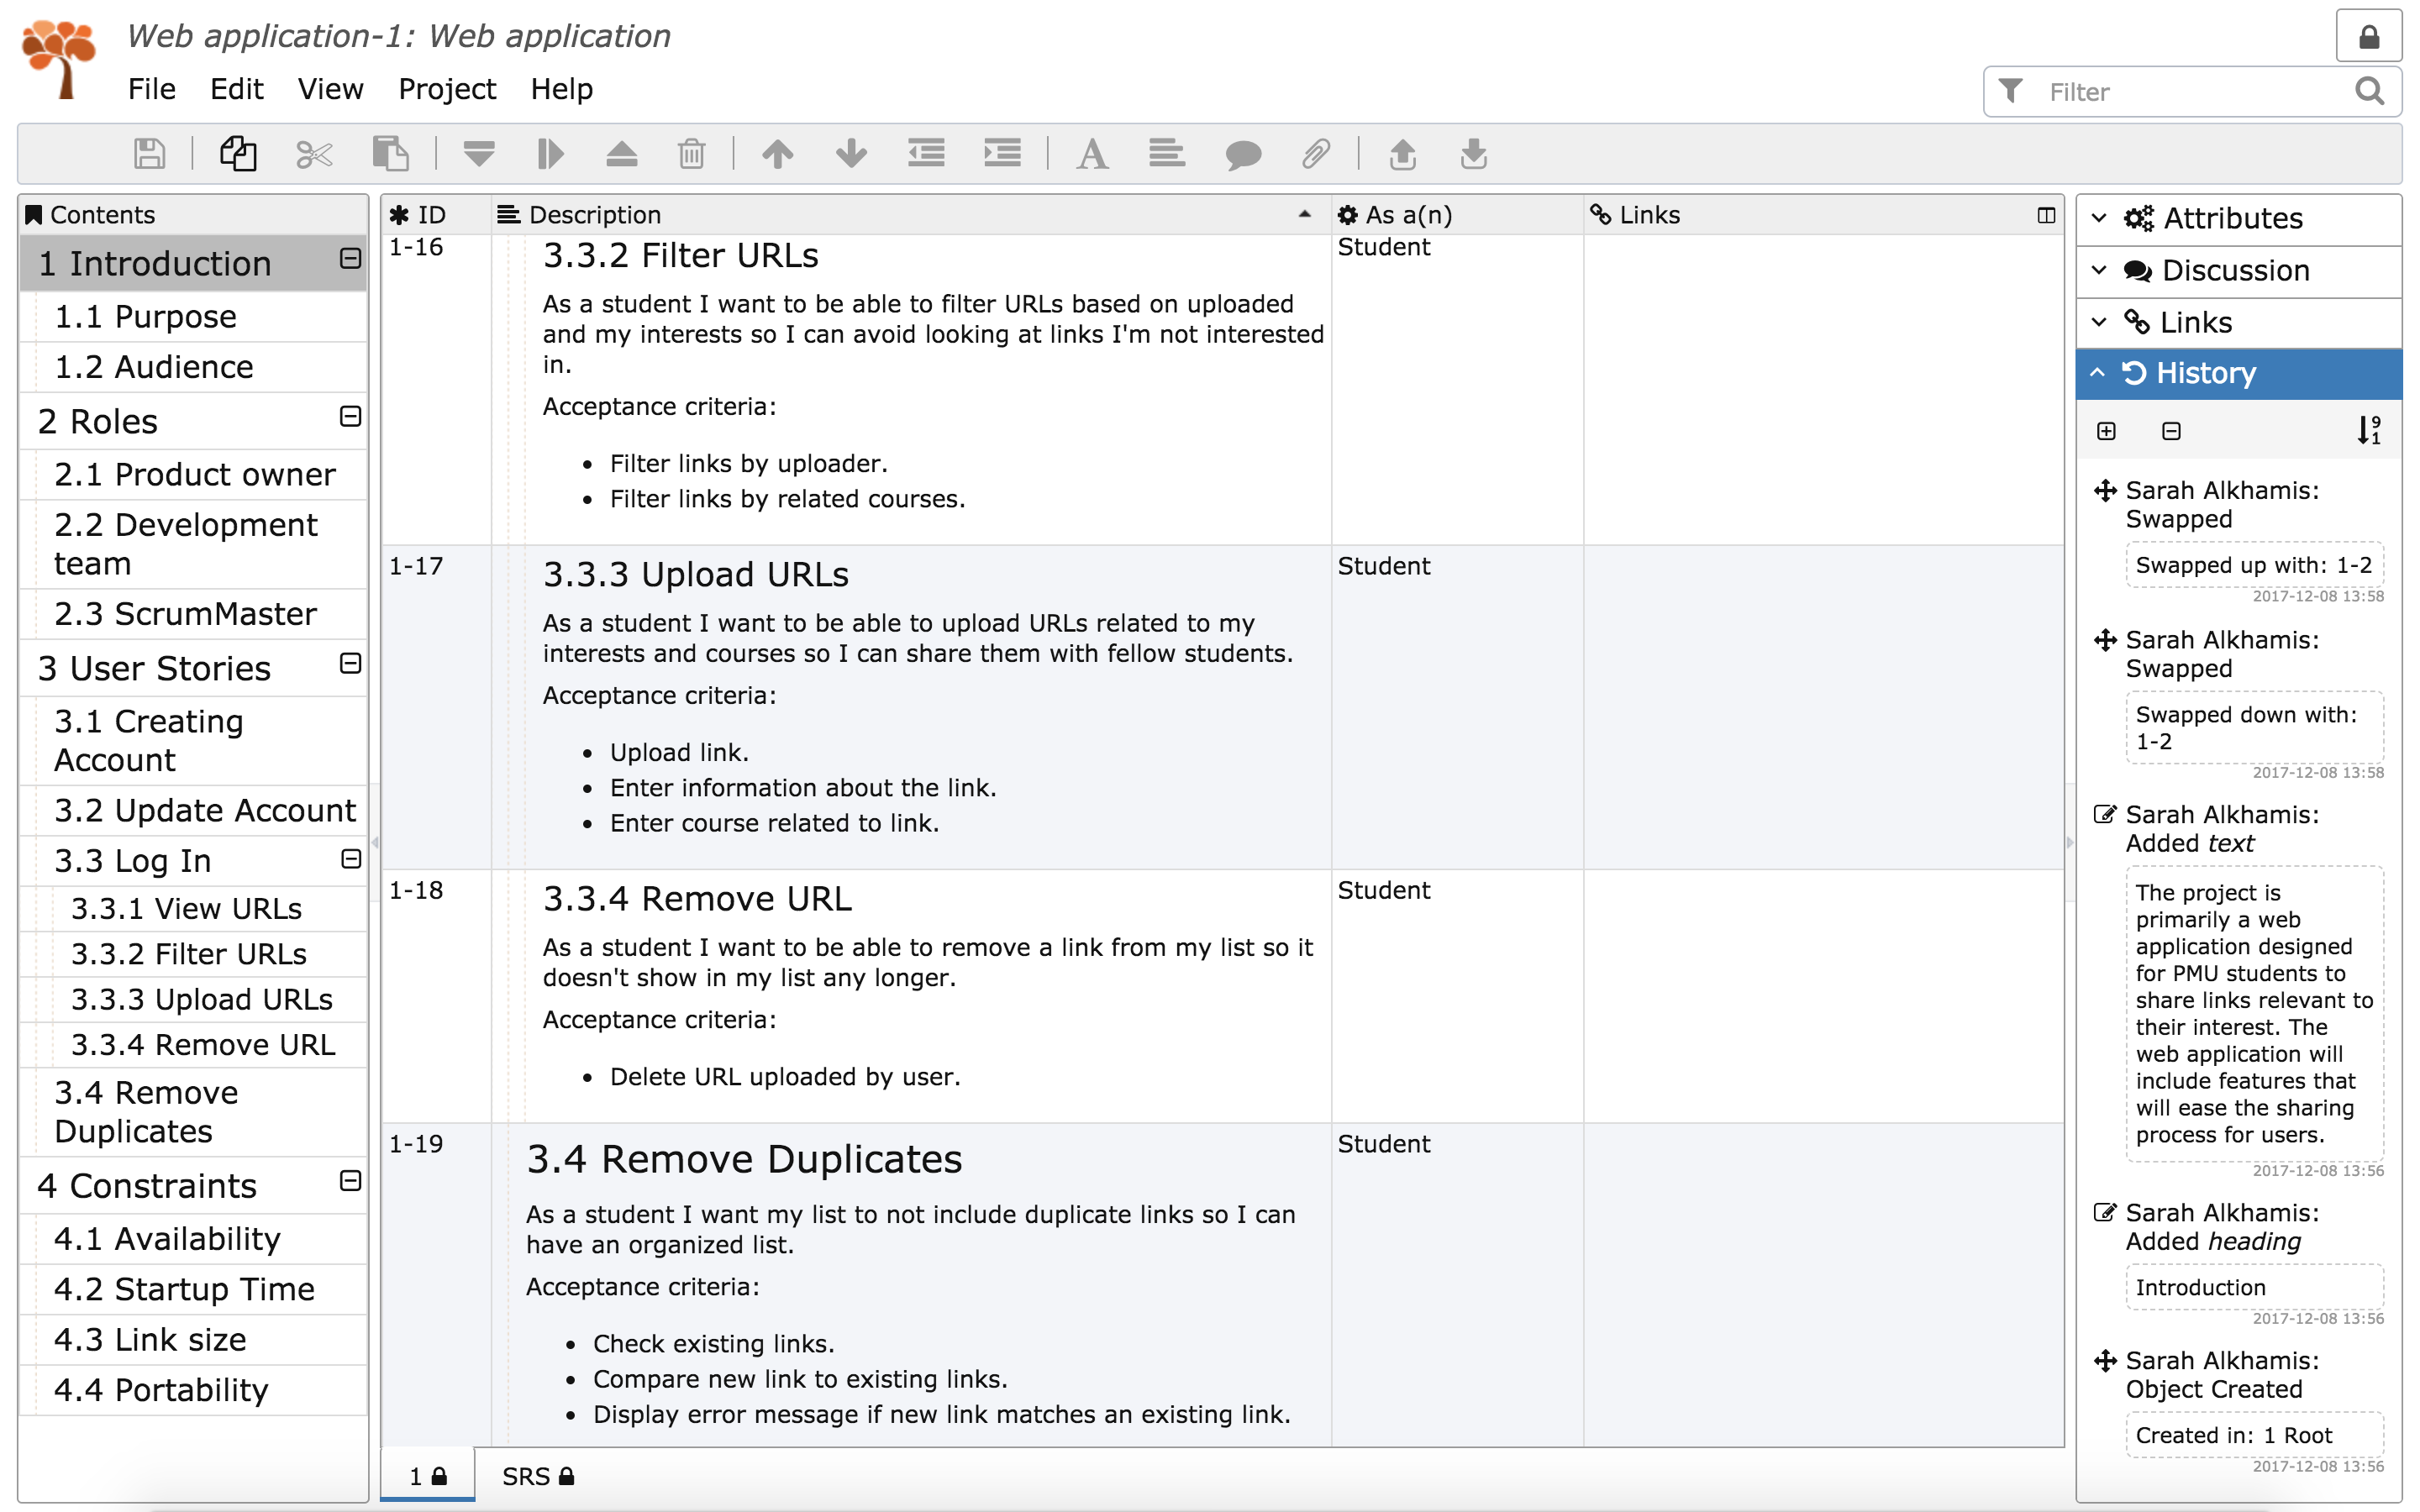 Web application-1: Web application
File Edit View Project Help
Filter
Contents
1 Introduction
1.1 Purpose
1.2 Audience
2 Roles
2.1 Product owner
2.2 Development
team
2.3 ScrumMaster
3 User Stories
3.1 Creating
Account
3.2 Update Account
3.3 Log In
3.3.1 View URLs
3.3.2 Filter URLs
3.3.3 Upload URLs
3.3.4 Remove URL
3.4 Remove
Duplicates
4 Constraints
4.1 Availability
4.2 Startup Time
4.3 Link size
4.4 Portability
ID Description As a(n) Links
1-16 3.3.2 Filter URLs Student
As a student I want to be able to filter URLs based on uploaded
and my interests so I can avoid looking at links I'm not interested
in.
Acceptance criteria:
• Filter links by uploader.
• Filter links by related courses.
1-17 3.3.3 Upload URLs Student
As a student I want to be able to upload URLs related to my
interests and courses so I can share them with fellow students.
Acceptance criteria:
• Upload link.
• Enter information about the link.
• Enter course related to link.
1-18 3.3.4 Remove URL Student
As a student I want to be able to remove a link from my list so it
doesn't show in my list any longer.
Acceptance criteria:
• Delete URL uploaded by user.
1-19 3.4 Remove Duplicates Student
As a student I want my list to not include duplicate links so I can
have an organized list.
Acceptance criteria:
• Check existing links.
• Compare new link to existing links.
• Display error message if new link matches an existing link.
1 SRS
Attributes
Discussion
Links
History
9
1
Sarah Alkhamis:
Swapped
Swapped up with: 1-2
2017-12-08 13:58
Sarah Alkhamis:
Swapped
Swapped down with:
1-2
2017-12-08 13:58
Sarah Alkhamis:
Added text
The project is
primarily a web
application designed
for PMU students to
share links relevant to
their interest. The
web application will
include features that
will ease the sharing
process for users.
2017-12-08 13:56
Sarah Alkhamis:
Added heading
Introduction
2017-12-08 13:56
Sarah Alkhamis:
Object Created
Created in: 1 Root
2017-12-08 13:56